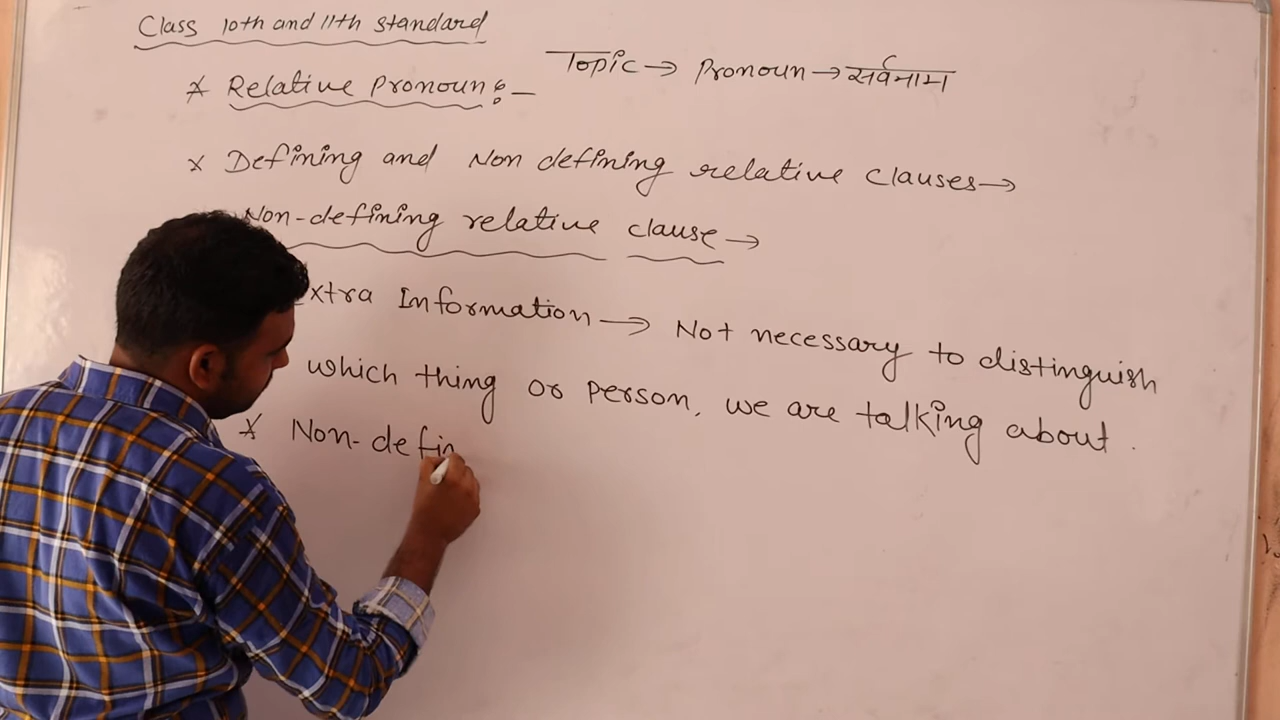 Class 10th and 11th standard
Topic → Pronoun → सर्वनाम
* Relative Pronoun :-
* Defining and Non defining relative clauses →
Non-defining relative clause →
Extra Information → Not necessary to distinguish
which thing or person, we are talking about.
* Non-defin